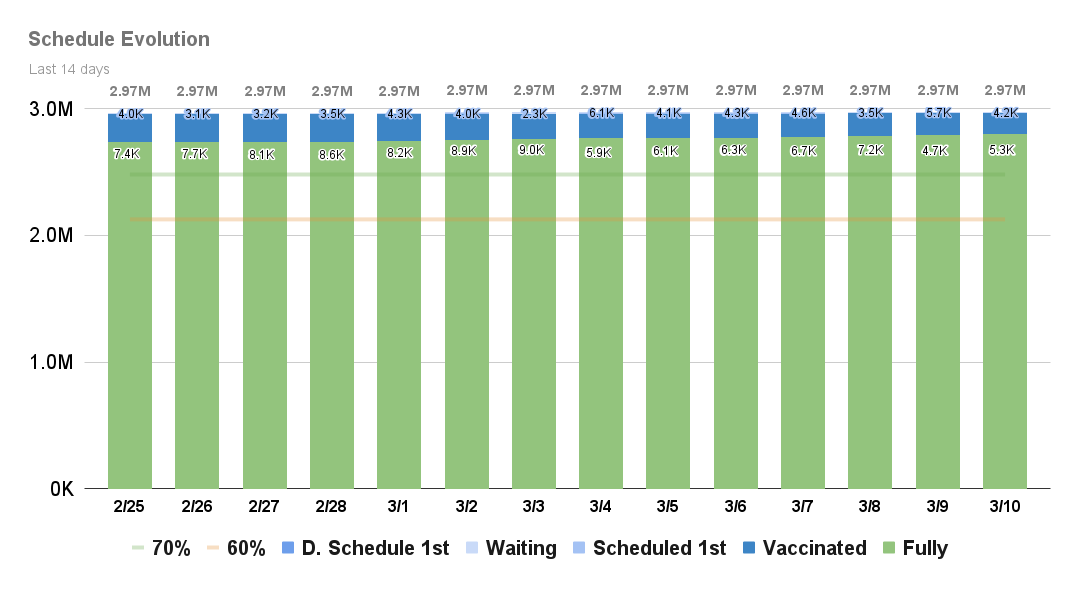 Schedule Evolution
Last 14 days
2.97M 2.97M 2.97M 2.97M 2.97M 2.97M 2.97M 2.97M 2.97M 2.97M 2.97M 2.97M 2.97M 2.97M
3.0M
4.0K 3.1K 3.2K 3.5K 4.3K 4.0K 2.3K 6.1K 4.1K 4.3K 4.6K 3.5K 5.7K 4.2K
7.4K 7.7K 8.1K 8.6K 8.2K 8.9K 9.0K 5.9K 6.1K 6.3K 6.7K 7.2K 4.7K 5.3K
2.0M
1.0M
0K
2/25 2/26 2/27 2/28 3/1 3/2 3/3 3/4 3/5 3/6 3/7 3/8 3/9 3/10
70% 60% D. Schedule 1st Waiting Scheduled 1st Vaccinated Fully